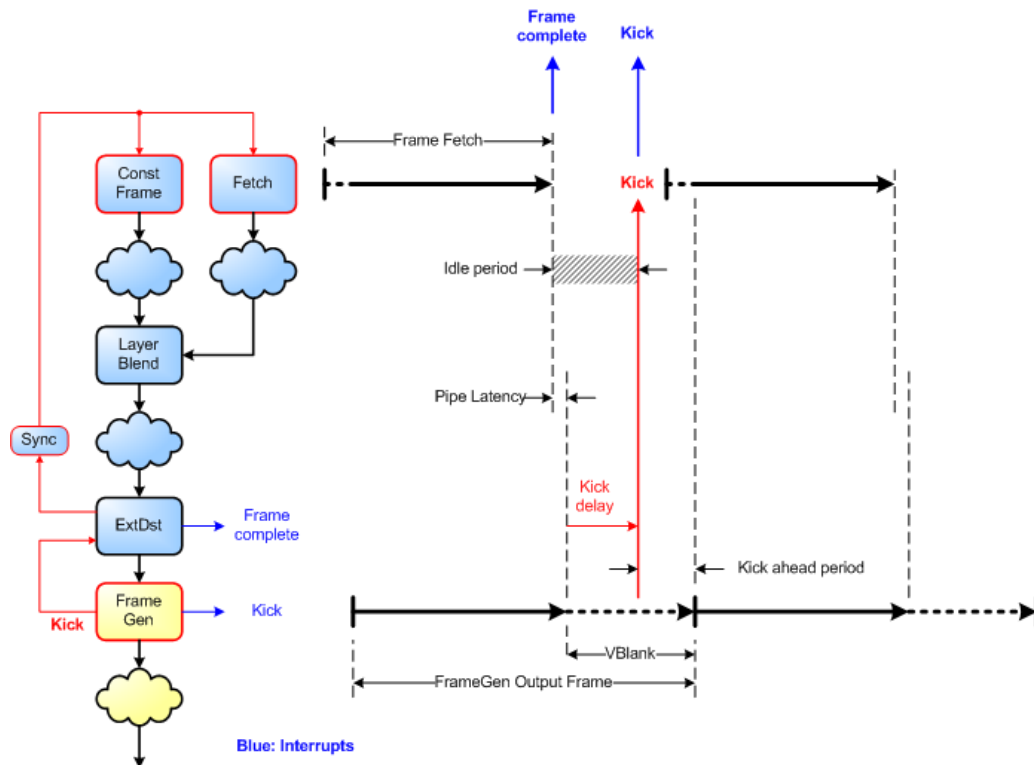 Frame
complete
Kick
Frame Fetch
Const
Frame
Fetch
Kick
Idle period
Layer
Blend
Pipe Latency
Sync
Kick
delay
ExtDst
Frame
complete
Kick ahead period
Frame
Gen
Kick
Kick
VBlank
FrameGen Output Frame
Blue: Interrupts